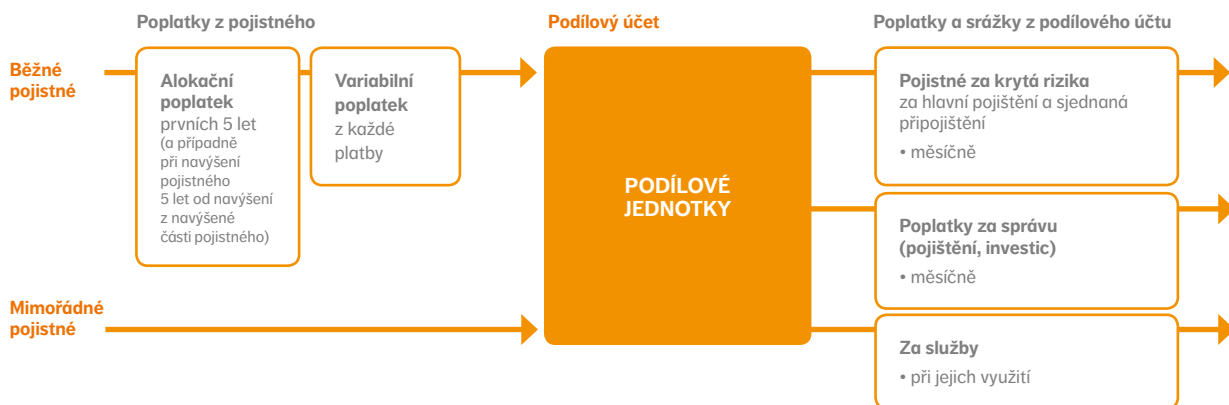 Poplatky z pojistného
Podílový účet
Poplatky a srážky z podílového účtu
Běžné
pojistné
Alokační
poplatek
prvních 5 let
(a případně
při navýšení
pojistného
5 let od navýšení
z navýšené
části pojistného)
Variabilní
poplatek
z každé
platby
PODÍLOVÉ
JEDNOTKY
Pojistné za krytá rizika
za hlavní pojištění a sjednaná
připojištění
• měsíčně
Poplatky za správu
(pojištění, investic)
• měsíčně
Mimořádné
pojistné
Za služby
• při jejich využití